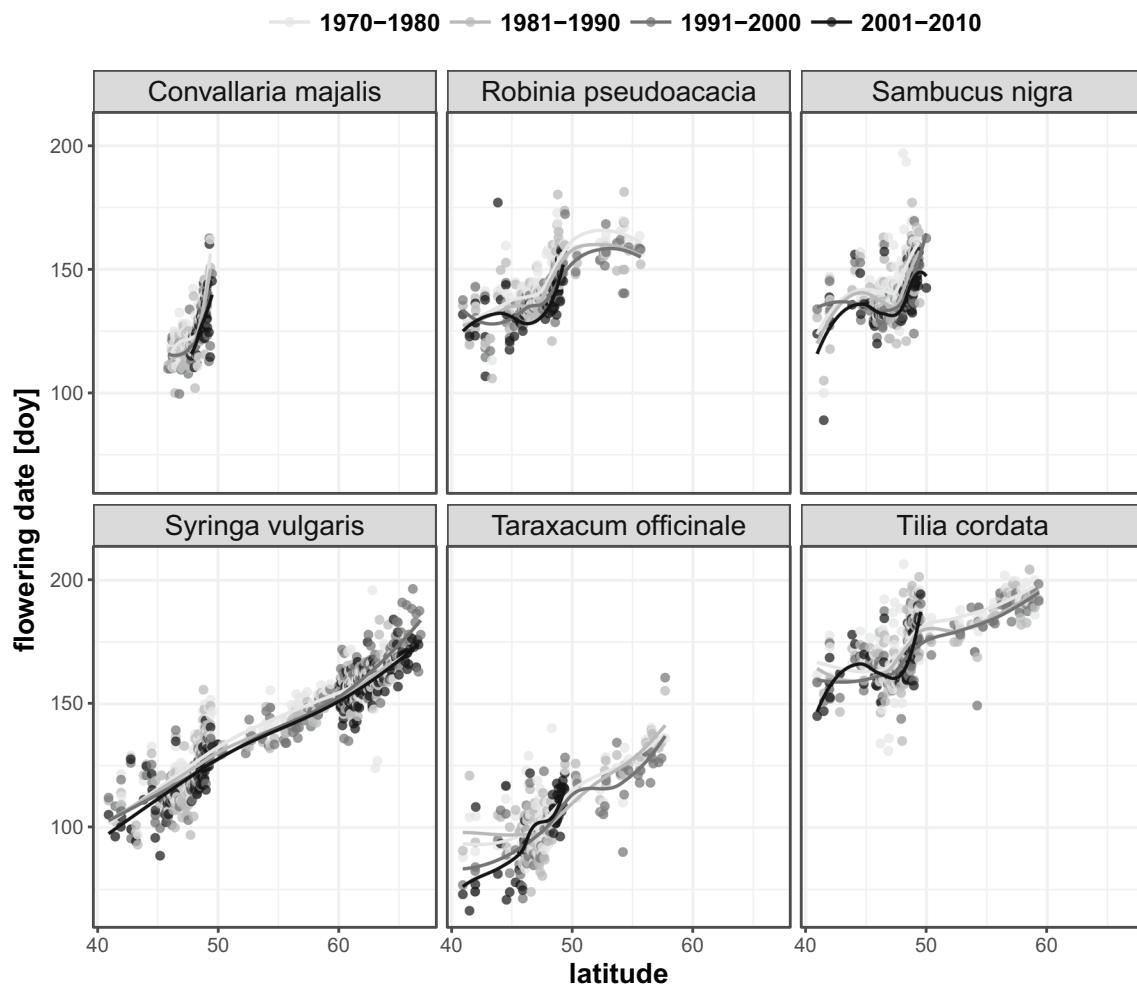 1970−1980 1981−1990 1991−2000 2001−2010
Convallaria majalis Robinia pseudoacacia Sambucus nigra
200
150
100
flowering date [doy]
Syringa vulgaris Taraxacum officinale Tilia cordata
200
150
100
40 50 60 40 50 60 40 50 60
latitude